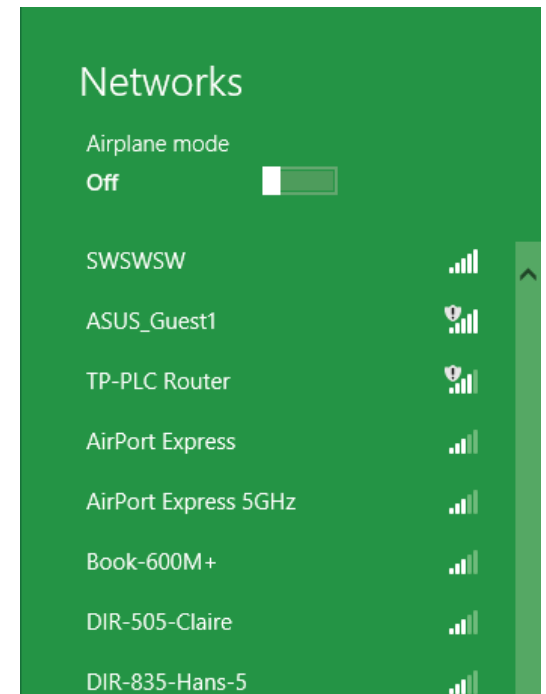 Networks
Airplane mode
Off
SWSWSW
ASUS_Guest1
TP-PLC Router
AirPort Express
AirPort Express 5GHz
Book-600M+
DIR-505-Claire
DIR-835-Hans-5